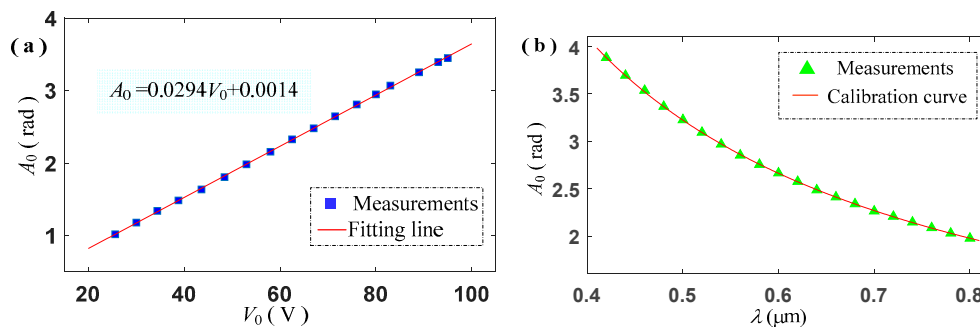 (a)
4
3
2
1
A₀ (rad)
A₀=0.0294V₀+0.0014
Measurements
Fitting line
20 40 60 80 100
V₀ (V)
(b)
4
3.5
3
2.5
2
A₀ (rad)
Measurements
Calibration curve
0.4 0.5 0.6 0.7 0.8
λ (μm)